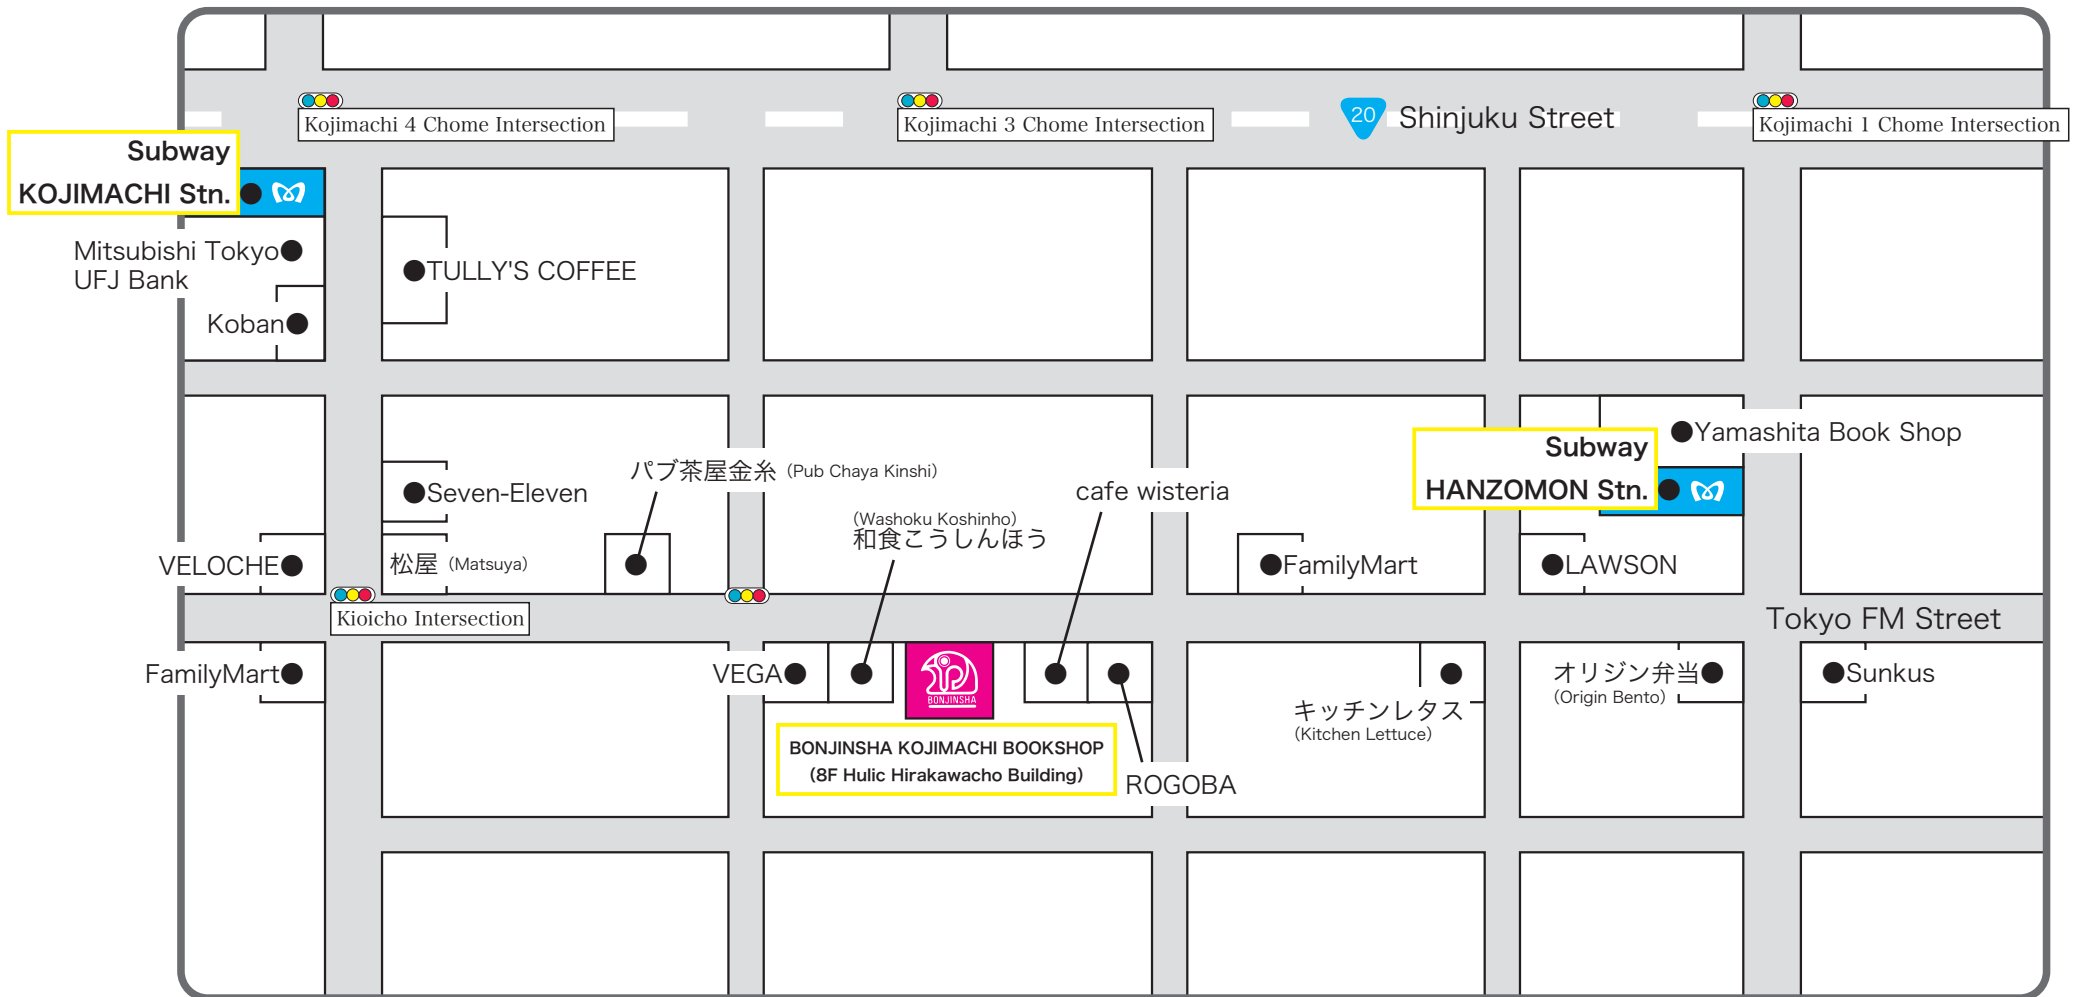 20
Shinjuku Street
Kojimachi 4 Chome Intersection
Kojimachi 3 Chome Intersection
Kojimachi 1 Chome Intersection
Subway
KOJIMACHI Stn.
Mitsubishi Tokyo
UFJ Bank
TULLY'S COFFEE
Koban
Yamashita Book Shop
Subway
HANZOMON Stn.
パブ茶屋金糸 (Pub Chaya Kinshi)
Seven-Eleven
cafe wisteria
(Washoku Koshinho)
和食こうしんほう
VELOCHE
松屋 (Matsuya)
FamilyMart
LAWSON
Kioicho Intersection
Tokyo FM Street
FamilyMart
VEGA
BONJINSHA
オリジン弁当
(Origin Bento)
Sunkus
キッチンレタス
(Kitchen Lettuce)
BONJINSHA KOJIMACHI BOOKSHOP
(8F Hulic Hirakawacho Building)
ROGOBA